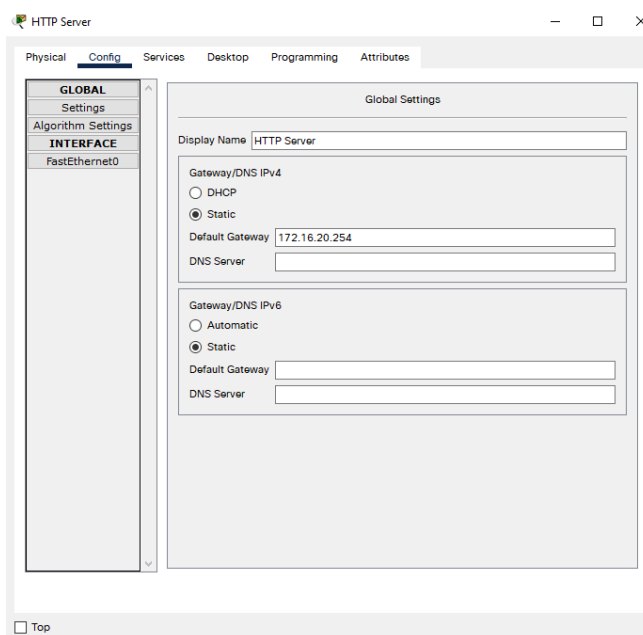 HTTP Server
Physical Config Services Desktop Programming Attributes
GLOBAL
Settings
Algorithm Settings
INTERFACE
FastEthernet0
Global Settings
Display Name HTTP Server
Gateway/DNS IPv4
DHCP
Static
Default Gateway 172.16.20.254
DNS Server
Gateway/DNS IPv6
Automatic
Static
Default Gateway
DNS Server
Top